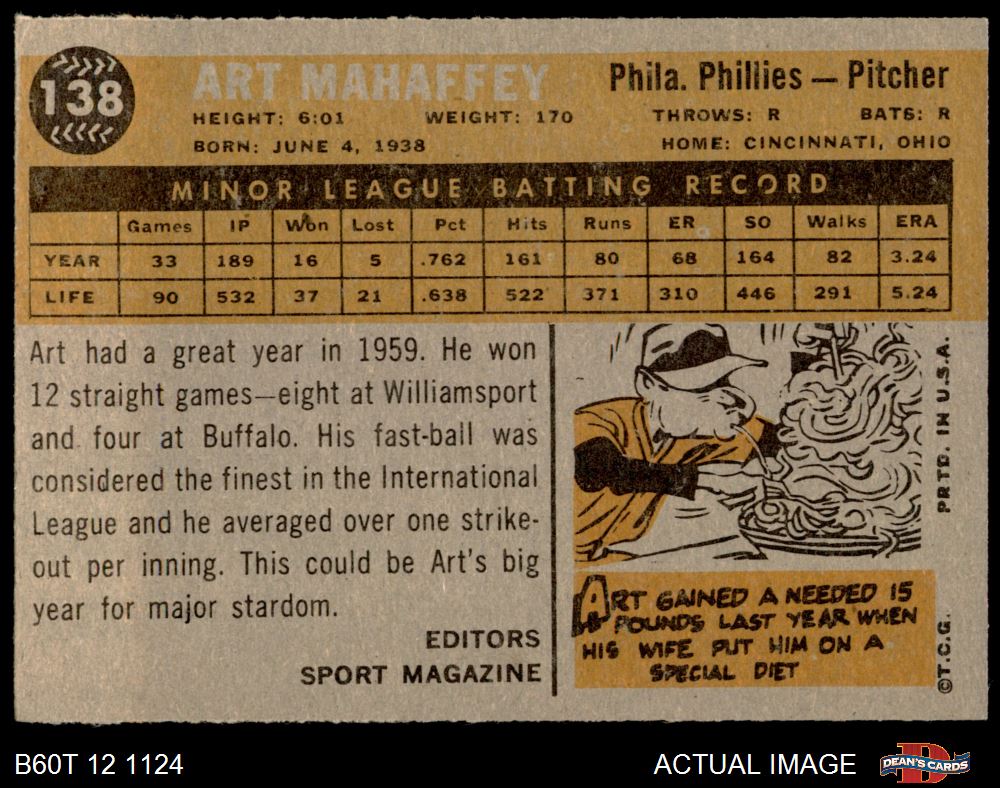 138
ART MAHAFFEY
Phila. Phillies — Pitcher
HEIGHT: 6:01 WEIGHT: 170 THROWS: R BATS: R
BORN: JUNE 4, 1938 HOME: CINCINNATI, OHIO
MINOR LEAGUE BATTING RECORD
Games IP Won Lost Pct Hits Runs ER SO Walks ERA
YEAR 33 189 16 5 .762 161 80 68 164 82 3.24
LIFE 90 532 37 21 .638 522 371 310 446 291 5.24
Art had a great year in 1959. He won
12 straight games—eight at Williamsport
and four at Buffalo. His fast-ball was
considered the finest in the International
League and he averaged over one strike-
out per inning. This could be Art's big
year for major stardom.
EDITORS
SPORT MAGAZINE
ART GAINED A NEEDED 15
POUNDS LAST YEAR WHEN
HIS WIFE PUT HIM ON A
SPECIAL DIET
PRTD. IN U.S.A.
©T.C.G.
B60T 12 1124
ACTUAL IMAGE
DEAN'S CARDS